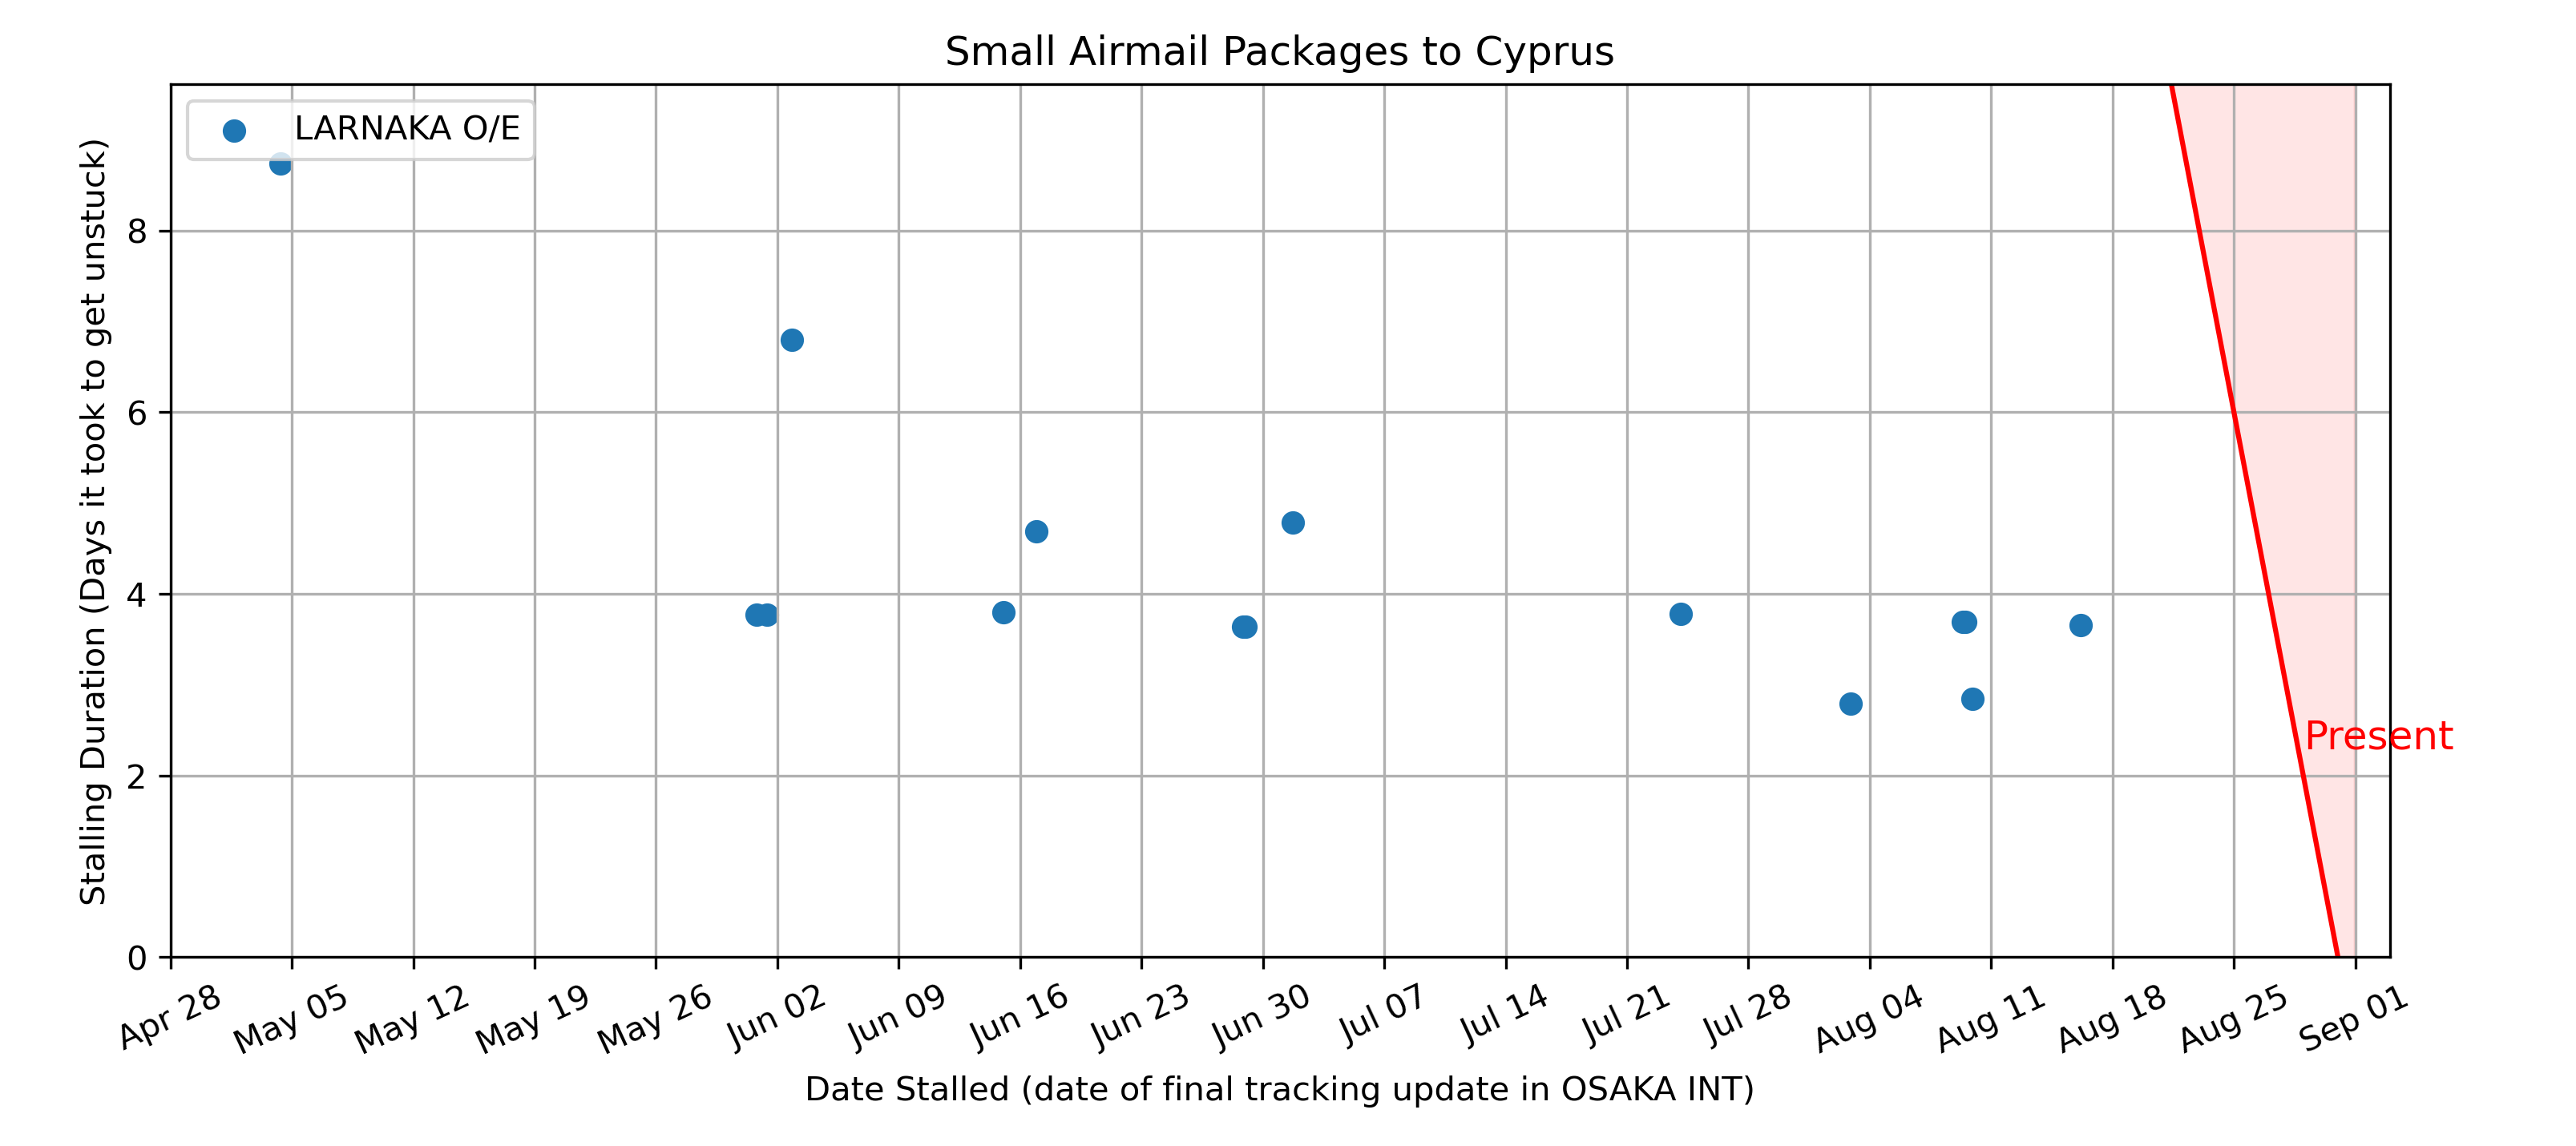 Small Airmail Packages to Cyprus
LARNAKA O/E
Stalling Duration (Days it took to get unstuck)
8
6
4
2
0
Present
Apr 28 May 05 May 12 May 19 May 26 Jun 02 Jun 09 Jun 16 Jun 23 Jun 30 Jul 07 Jul 14 Jul 21 Jul 28 Aug 04 Aug 11 Aug 18 Aug 25 Sep 01
Date Stalled (date of final tracking update in OSAKA INT)